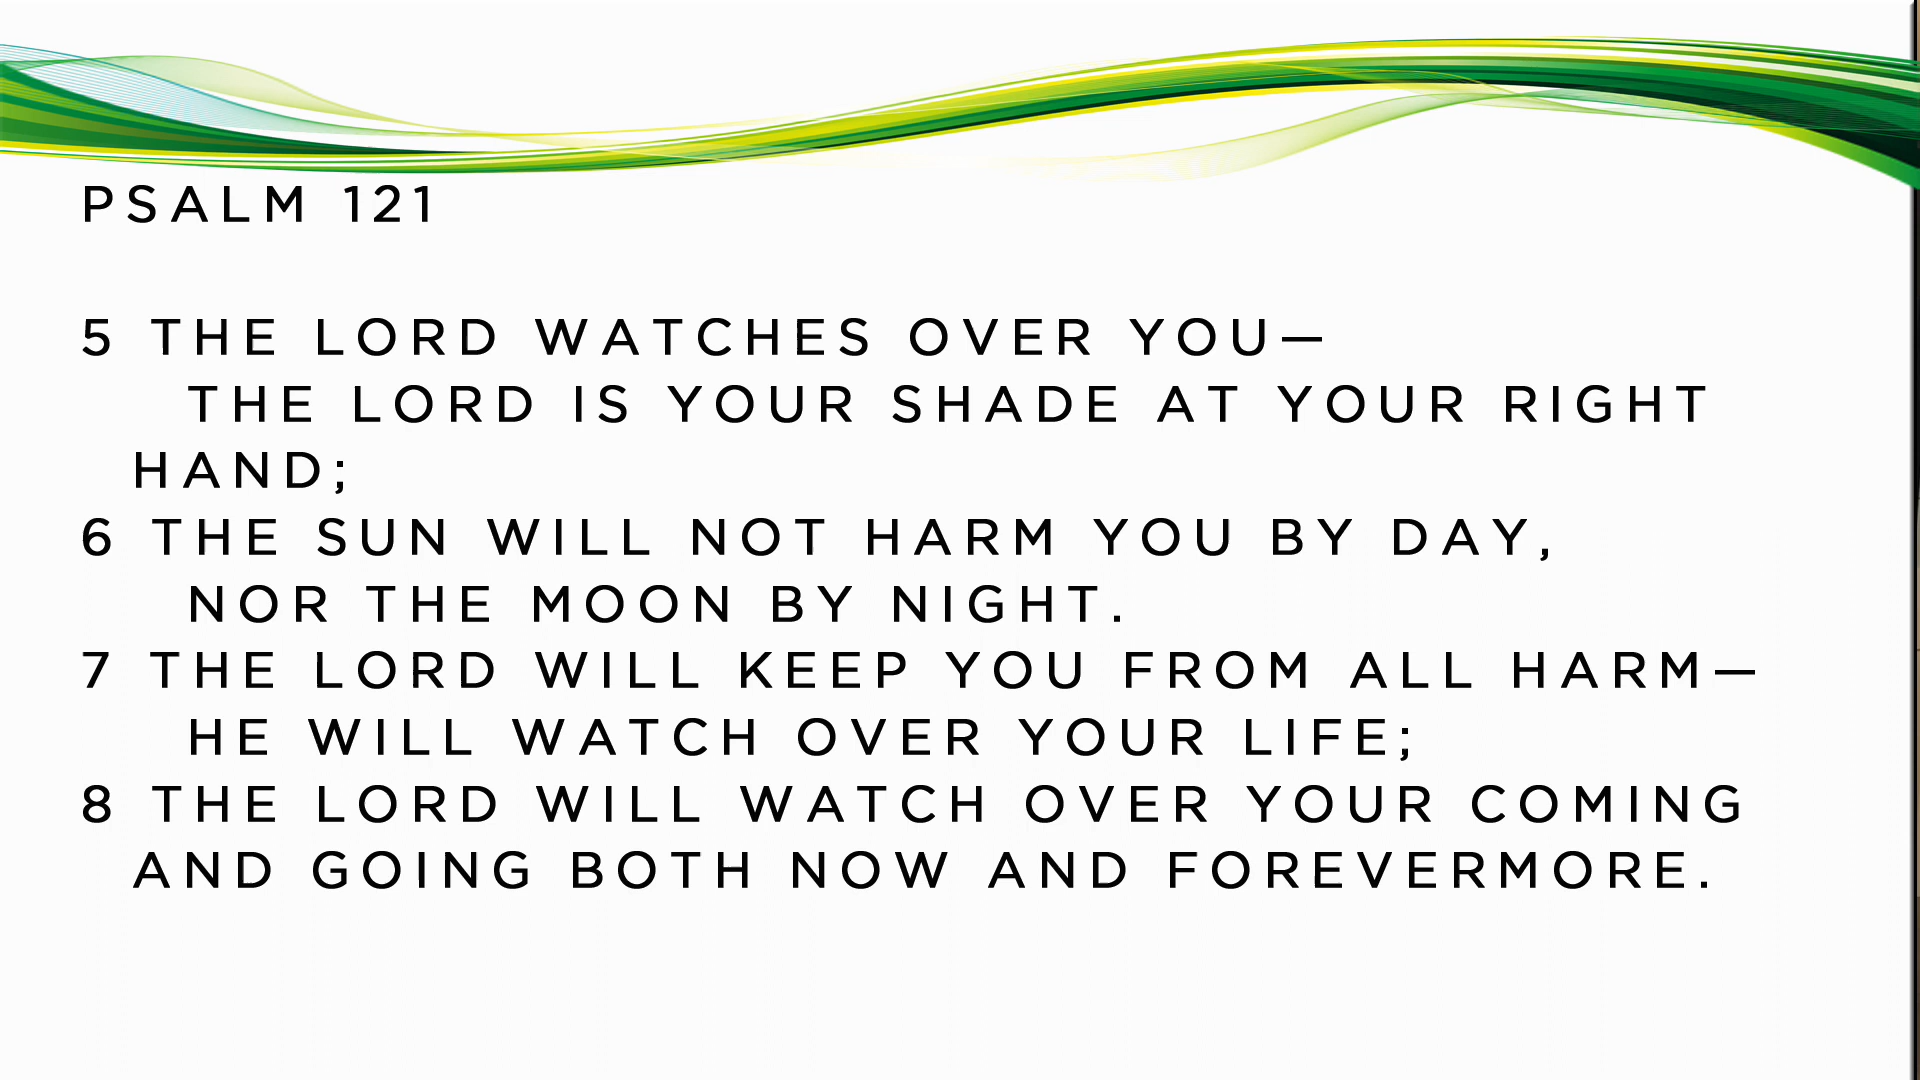 PSALM 121
5 THE LORD WATCHES OVER YOU—
THE LORD IS YOUR SHADE AT YOUR RIGHT
HAND;
6 THE SUN WILL NOT HARM YOU BY DAY,
NOR THE MOON BY NIGHT.
7 THE LORD WILL KEEP YOU FROM ALL HARM—
HE WILL WATCH OVER YOUR LIFE;
8 THE LORD WILL WATCH OVER YOUR COMING
AND GOING BOTH NOW AND FOREVERMORE.